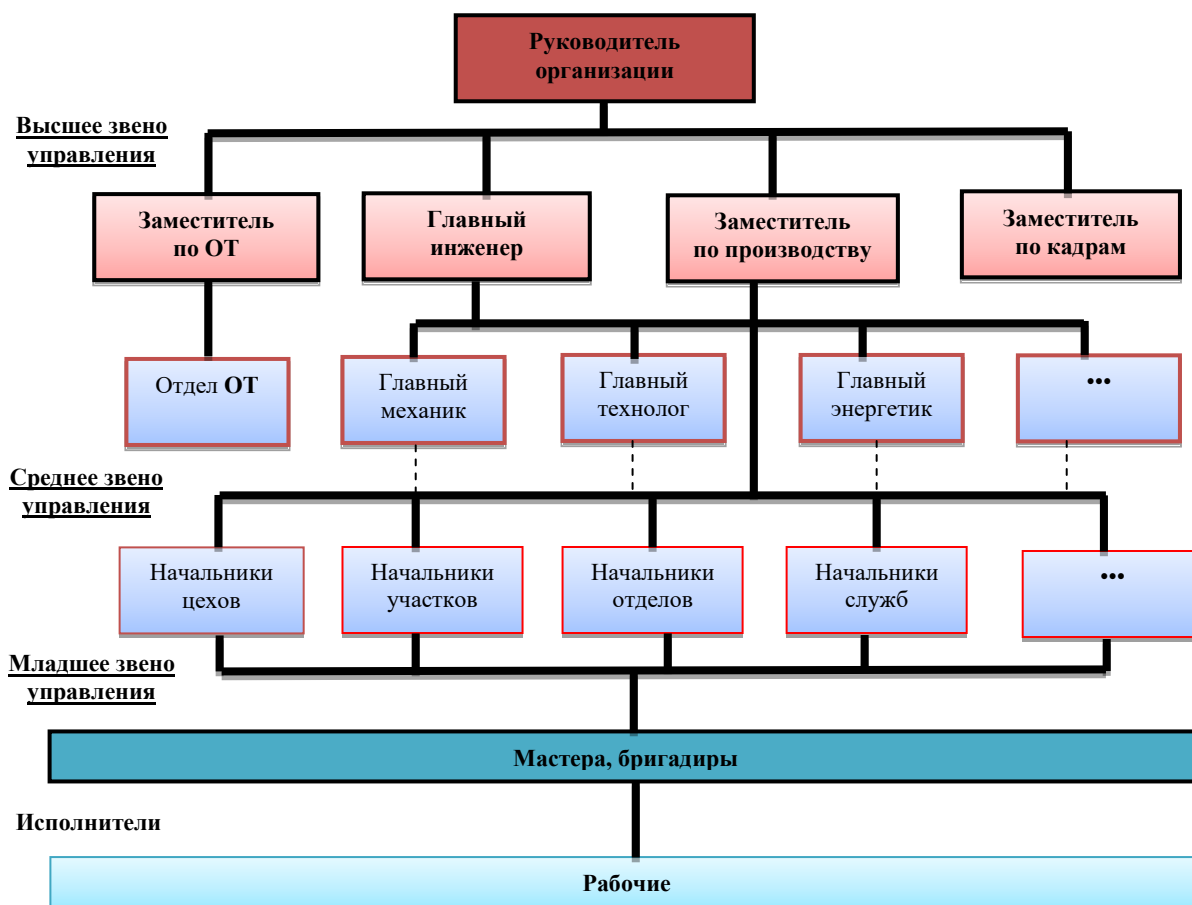 Руководитель
организации
Высшее звено
управления
Заместитель
по ОТ
Главный
инженер
Заместитель
по производству
Заместитель
по кадрам
Отдел ОТ
Главный
механик
Главный
технолог
Главный
энергетик
...
Среднее звено
управления
Начальники
цехов
Начальники
участков
Начальники
отделов
Начальники
служб
...
Младшее звено
управления
Мастера, бригадиры
Исполнители
Рабочие